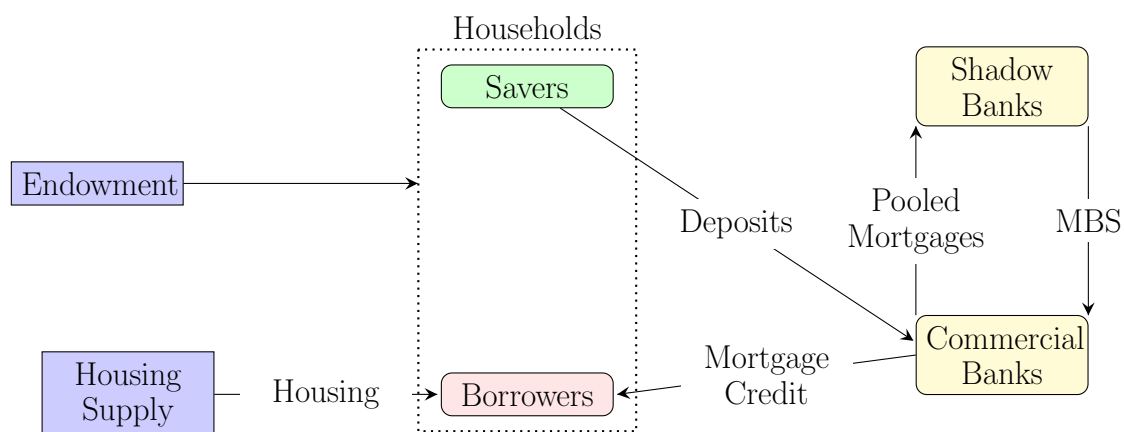 Households
Savers
Shadow
Banks
Endowment
Deposits
Pooled
Mortgages
MBS
Housing
Supply
Housing
Borrowers
Mortgage
Credit
Commercial
Banks